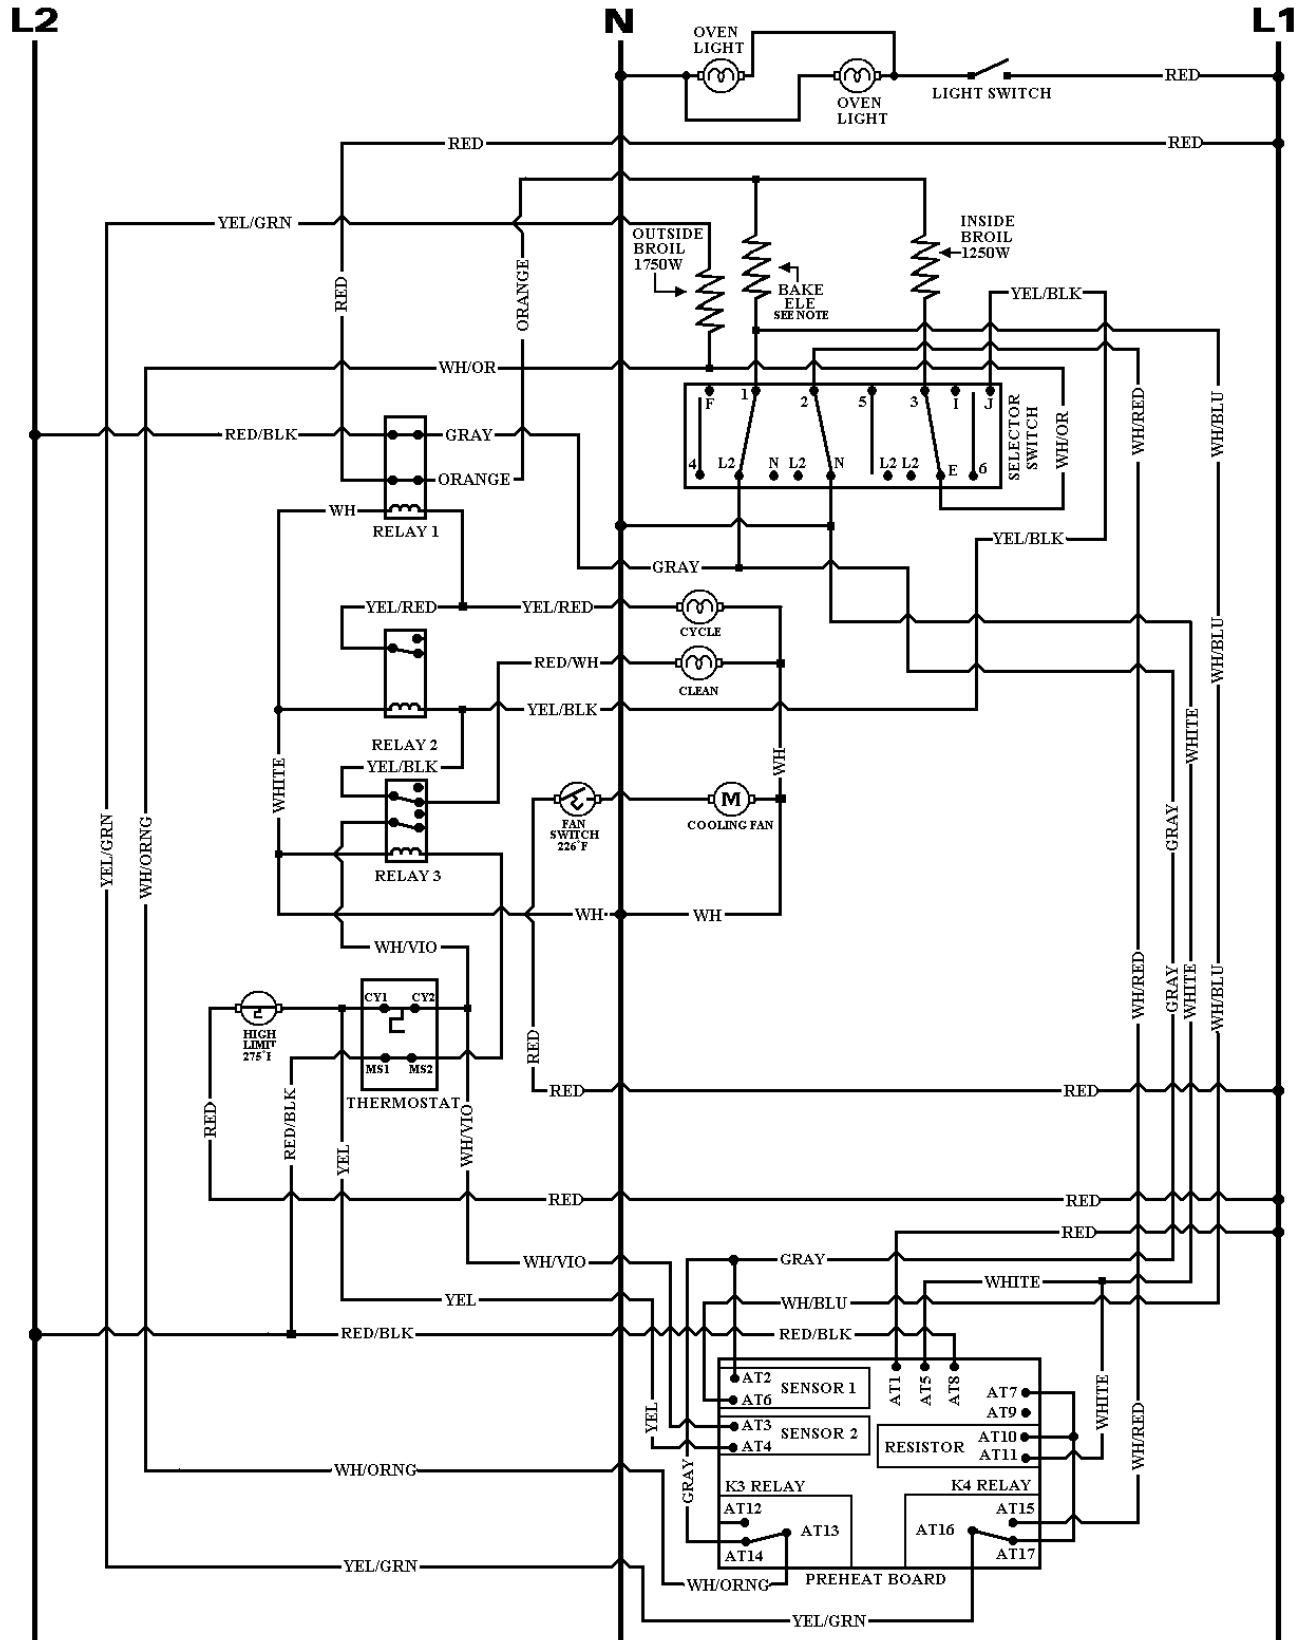 L2
N
L1
OVEN
LIGHT
OVEN
LIGHT
LIGHT SWITCH
RED
RED
RED
YEL/GRN
OUTSIDE
BROIL
1750W
INSIDE
BROIL
1250W
RED
ORANGE
BAKE
ELE
SEE NOTE
YEL/BLK
WH/OR
F
1
2
5
3
I
J
4
L2
N
L2
N
L2
L2
E
6
SELECTOR
SWITCH
WH/OR
WH/RED
WH/BLU
RED/BLK
GRAY
ORANGE
WH
RELAY 1
YEL/BLK
GRAY
YEL/RED
YEL/RED
CYCLE
RED/WH
CLEAN
WH/BLU
YEL/BLK
RELAY 2
YEL/BLK
WHITE
WH
WHITE
FAN
SWITCH
226°F
M
COOLING FAN
GRAY
YEL/GRN
WH/ORNG
RELAY 3
WH
WH
WH/VIO
CY1
CY2
HIGH
LIMIT
275°F
MS1
MS2
THERMOSTAT
RED
WH/RED
GRAY
WHITE
WH/BLU
RED
RED
RED
RED/BLK
YEL
WH/VIO
RED
RED
RED
WH/VIO
GRAY
WHITE
YEL
WH/BLU
RED/BLK
RED/BLK
AT2
SENSOR 1
AT6
AT1
AT5
AT8
AT7
AT9
WHITE
WH/RED
YEL
AT3
SENSOR 2
AT4
RESISTOR
AT10
AT11
WH/ORNG
GRAY
K3 RELAY
K4 RELAY
AT12
AT13
AT14
AT15
AT16
AT17
YEL/GRN
WH/ORNG
PREHEAT BOARD
YEL/GRN